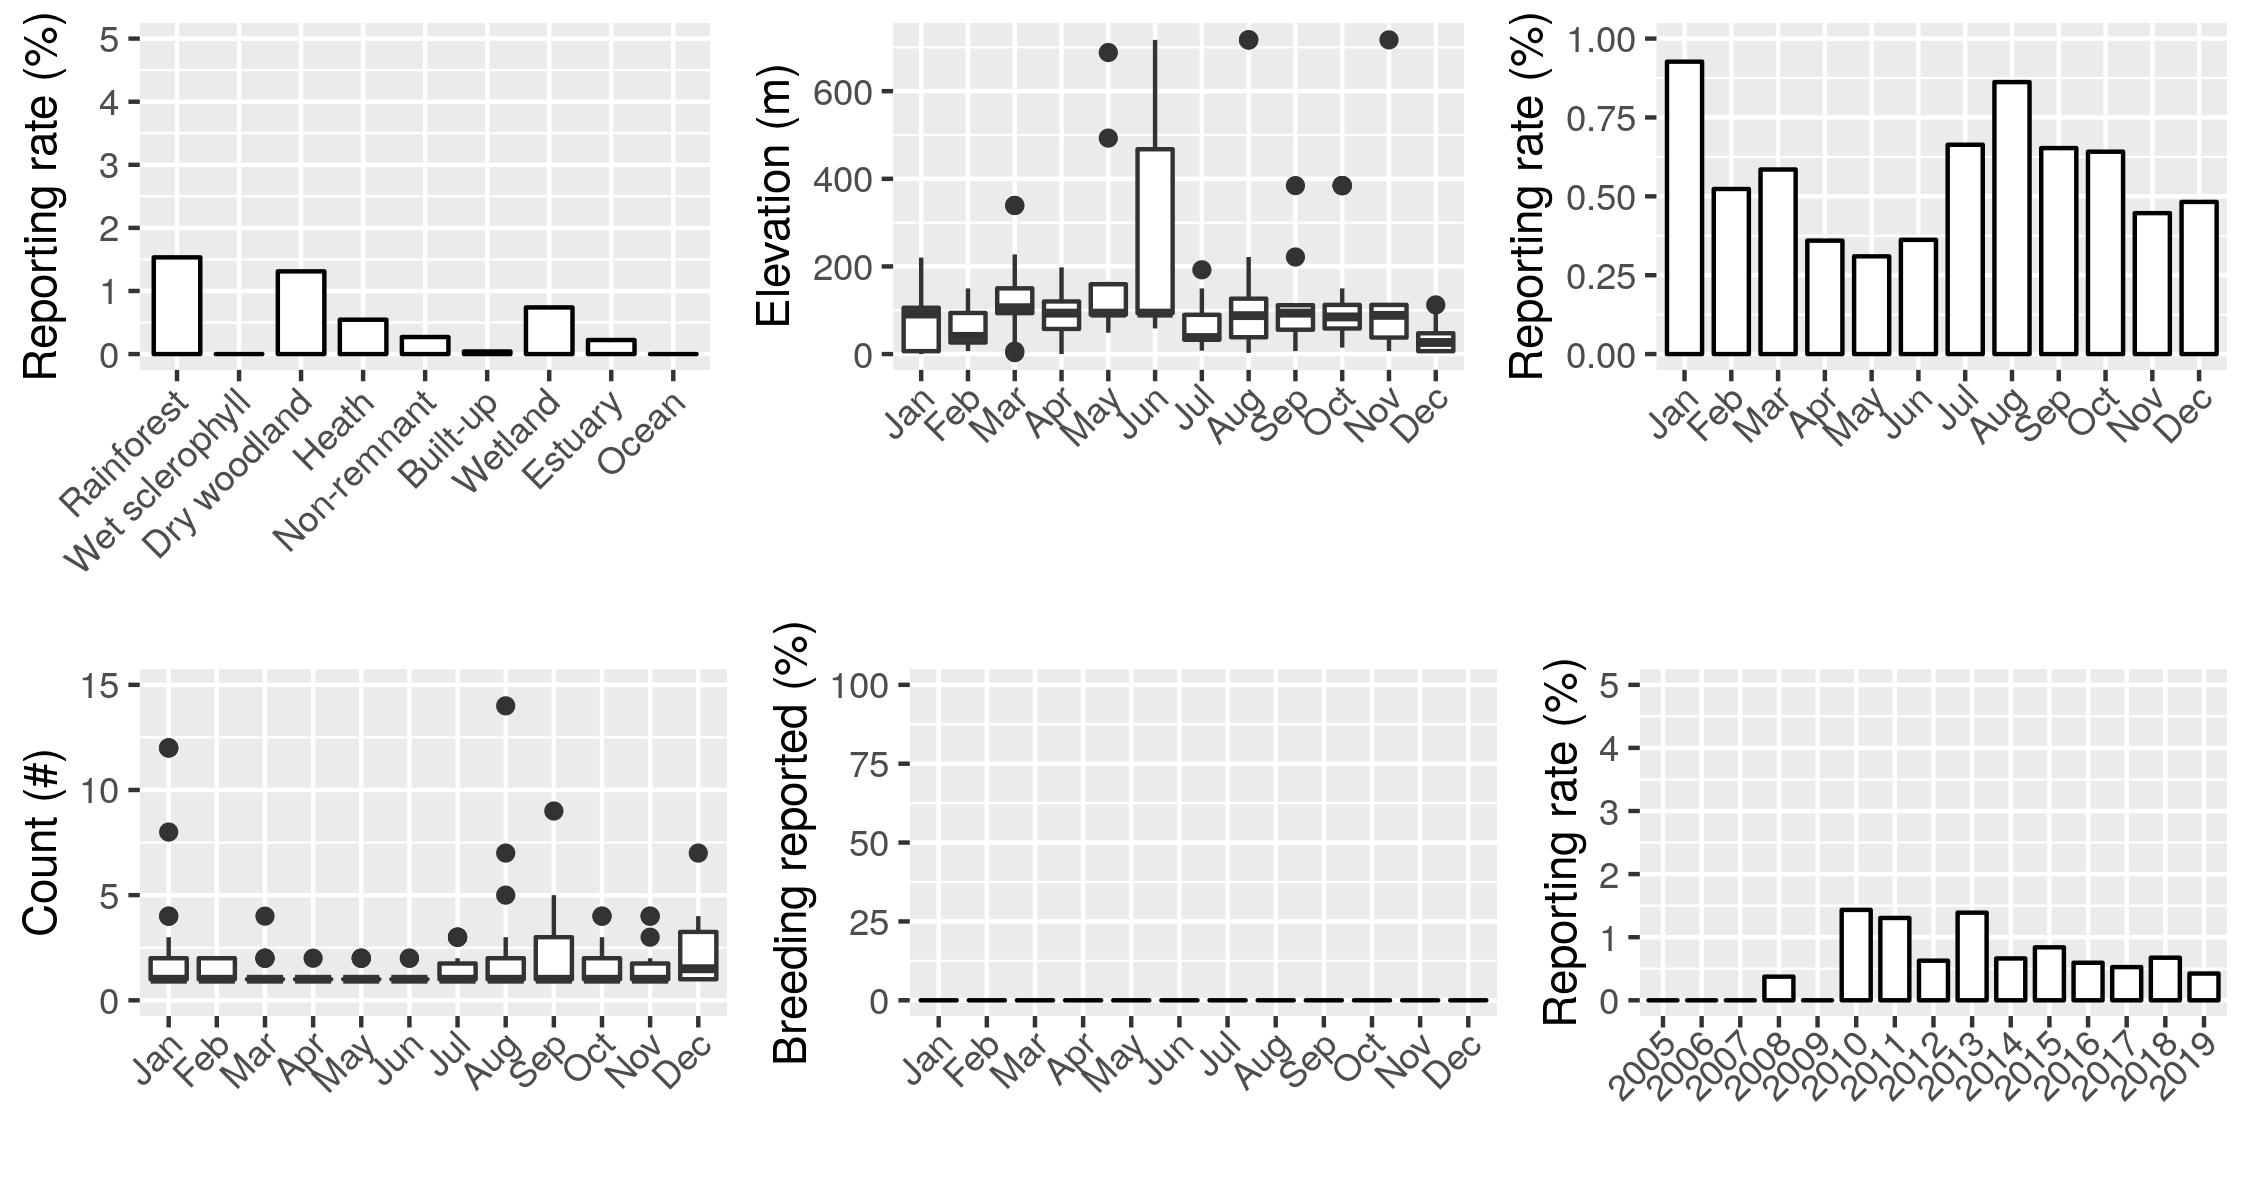 Reporting rate (%)
5
4
3
2
1
0
Rainforest
Wet sclerophyll
Dry woodland
Heath
Non-remnant
Built-up
Wetland
Estuary
Ocean
Elevation (m)
600
400
200
0
Jan
Feb
Mar
Apr
May
Jun
Jul
Aug
Sep
Oct
Nov
Dec
Reporting rate (%)
1.00
0.75
0.50
0.25
0.00
Jan
Feb
Mar
Apr
May
Jun
Jul
Aug
Sep
Oct
Nov
Dec
Count (#)
15
10
5
0
Jan
Feb
Mar
Apr
May
Jun
Jul
Aug
Sep
Oct
Nov
Dec
Breeding reported (%)
100
75
50
25
0
Jan
Feb
Mar
Apr
May
Jun
Jul
Aug
Sep
Oct
Nov
Dec
Reporting rate (%)
5
4
3
2
1
0
2005
2006
2007
2008
2009
2010
2011
2012
2013
2014
2015
2016
2017
2018
2019